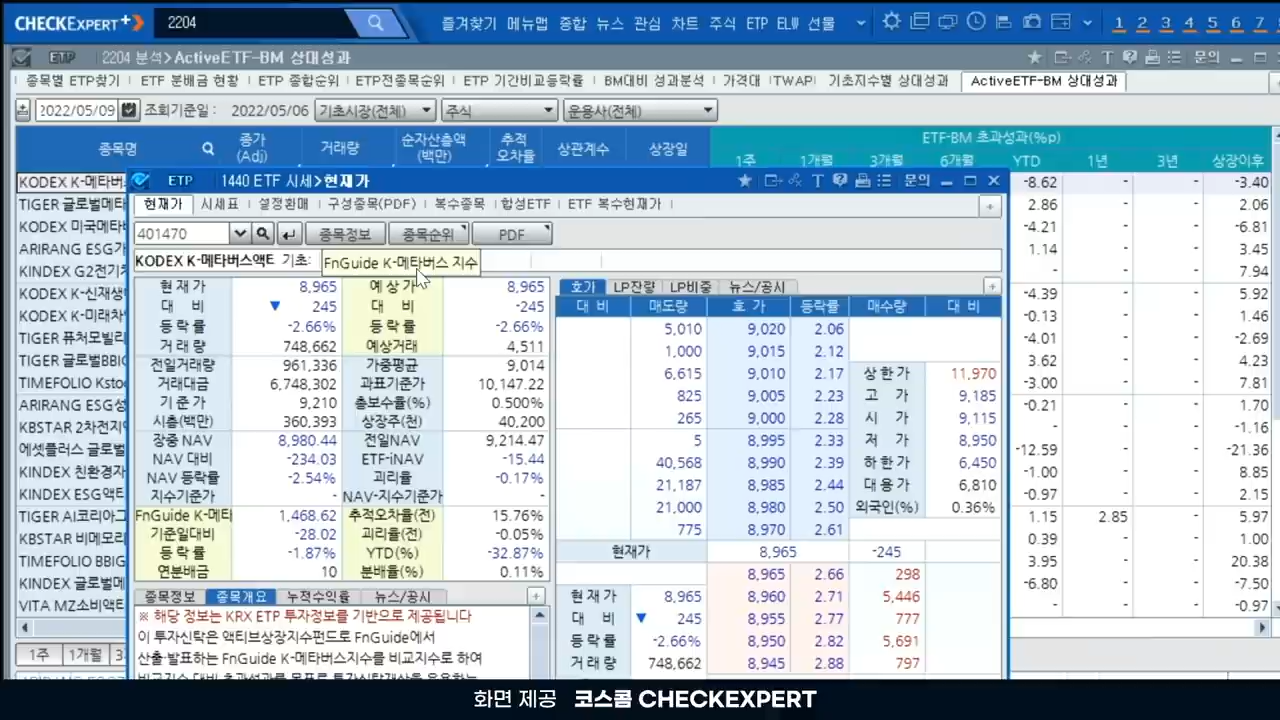 CHECKEXPERT+ 2204 즐겨찾기 메뉴맵 종합 뉴스 관심 차트 주식 ETP ELW 선물 1 2 3 4 5 6 7
ETP 2204 분석>ActiveETF-BM 상대성과 문의
종목별 ETP찾기 ETF 분배금 현황 ETP 종합순위 ETP전종목순위 ETP 기간비교등락률 BM대비 성과분석 가격대 (TWAP) 기초지수별 상대성과 ActiveETF-BM 상대성과
2022/05/09 조회기준일 : 2022/05/06 기초시장(전체) 주식 운용사(전체)
종목명 종가(Adj) 거래량 순자산총액(백만) 추적오차율 상관계수 상장일 ETF-BM 초과성과(%p)
1주 1개월 3개월 6개월 YTD 1년 3년 상장이후
KODEX K-메타버 -8.62 - - -3.40
TIGER 글로벌메타 2.86 - - 2.06
KODEX 미국메타 -4.21 - - -6.81
ARIRANG ESG가 1.14 - - 3.45
KINDEX G2전기 - - - 7.94
KODEX K-신재생 -4.39 - - 5.92
KODEX K-미래차 -0.13 - - 1.46
TIGER 퓨처모빌리 -4.01 - - -2.69
TIGER 글로벌BBIG 3.62 - - 4.23
TIMEFOLIO Kstoc -3.00 - - 7.81
ARIRANG ESG성 -0.21 - - 1.70
KBSTAR 2차전지 - - - -1.16
에셋플러스 글로벌 -12.59 - - -21.36
KINDEX 친환경자 -1.00 - - 8.85
KINDEX ESG액티 -0.97 - - 2.15
TIGER AI코리아그 1.15 2.85 - 5.97
KBSTAR 비메모리 0.39 - - 1.00
TIMEFOLIO BBIG 3.95 - - 20.38
KINDEX 글로벌메 -6.80 - - -7.50
VITA MZ소비액티 - - - -0.97
1주 1개월
ETP 1440 ETF 시세>현재가 문의
현재가 시세표 설정환매 구성종목(PDF) 복수종목 합성ETF ETF 복수현재가
401470 종목정보 종목순위 PDF
KODEX K-메타버스액티 기초: FnGuide K-메타버스 지수
현재가 8,965 예상가 8,965
대 비 ▼ 245 대 비 -245
등락률 -2.66% 등락률 -2.66%
거래량 748,662 예상거래 4,511
전일거래량 961,336 가중평균 9,014
거래대금 6,748,302 과표기준가 10,147.22
기준가 9,210 총보수율(%) 0.500%
시총(백만) 360,393 상장주(천) 40,200
장중 NAV 8,980.44 전일NAV 9,214.47
NAV 대비 -234.03 ETF-iNAV -15.44
NAV 등락률 -2.54% 괴리율 -0.17%
지수기준가 - NAV-지수기준가 -
FnGuide K-메타 1,468.62 추적오차율(전) 15.76%
기준일대비 -28.02 괴리율(전) -0.05%
등락률 -1.87% YTD(%) -32.87%
연분배금 10 분배율(%) 0.11%
종목정보 종목개요 누적수익률 뉴스/공시
※ 해당 정보는 KRX ETP 투자정보를 기반으로 제공됩니다
이 투자신탁은 액티브상장지수펀드로 FnGuide에서
산출·발표하는 FnGuide K-메타버스지수를 비교지수로 하여
비교지수 대비 초과성과를 목표로 투자신탁재산을 운용하는
호가 LP잔량 LP비중 뉴스/공시
대 비 매도량 호 가 등락률 매수량 대 비
5,010 9,020 2.06
1,000 9,015 2.12
6,615 9,010 2.17 상한가 11,970
825 9,005 2.23 고 가 9,185
265 9,000 2.28 시 가 9,115
5 8,995 2.33 저 가 8,950
40,568 8,990 2.39 하한가 6,450
21,187 8,985 2.44 대용가 6,810
21,000 8,980 2.50 외국인(%) 0.36%
775 8,970 2.61
현재가 8,965 -245
8,965 2.66 298
현재가 8,965 8,960 2.71 5,446
대 비 ▼ 245 8,955 2.77 777
등락률 -2.66% 8,950 2.82 5,691
거래량 748,662 8,945 2.88 797
화면 제공 코스콤 CHECKEXPERT